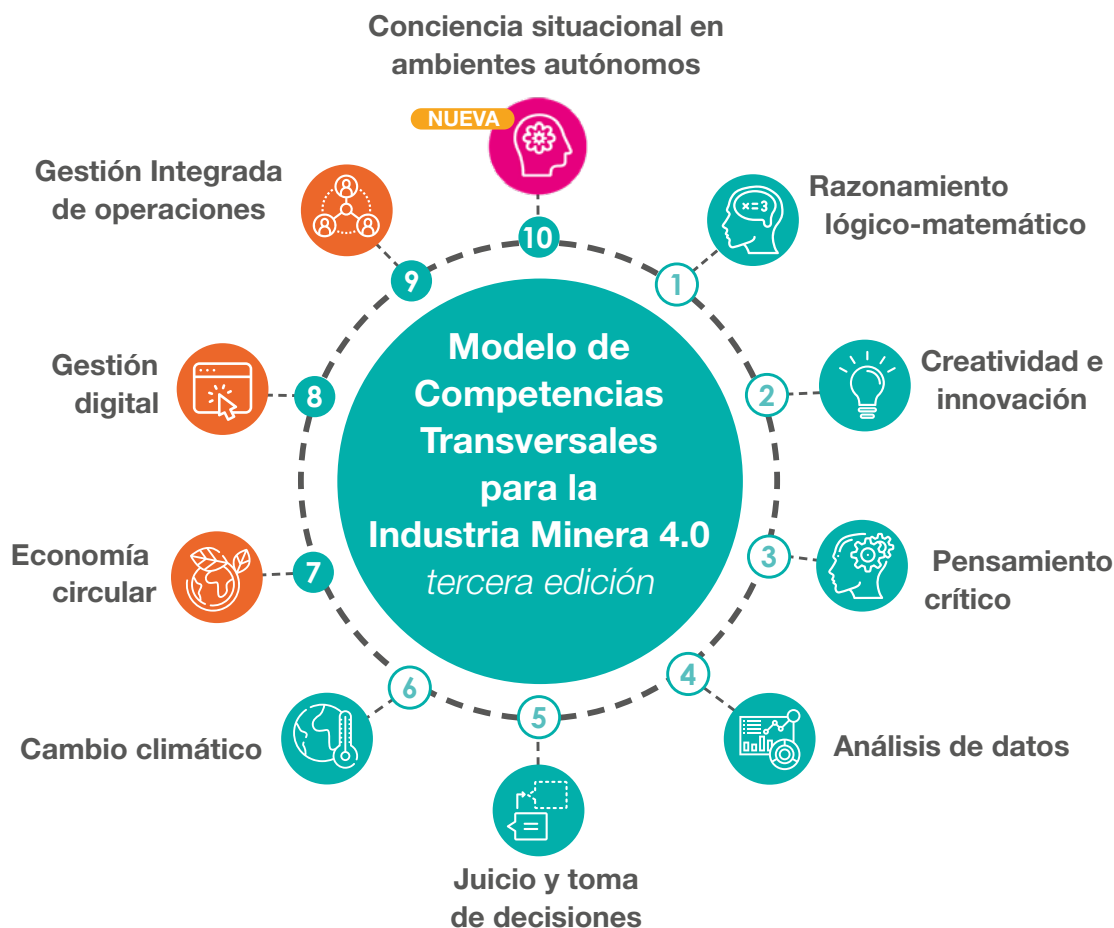 Conciencia situacional en
ambientes autónomos
NUEVA
10
Razonamiento
lógico-matemático
x=3
1
Creatividad e
innovación
2
Pensamiento
crítico
3
Análisis de datos
4
Juicio y toma
de decisiones
5
Cambio climático
6
Economía
circular
7
Gestión
digital
8
Gestión Integrada
de operaciones
9
Modelo de
Competencias
Transversales
para la
Industria Minera 4.0
tercera edición